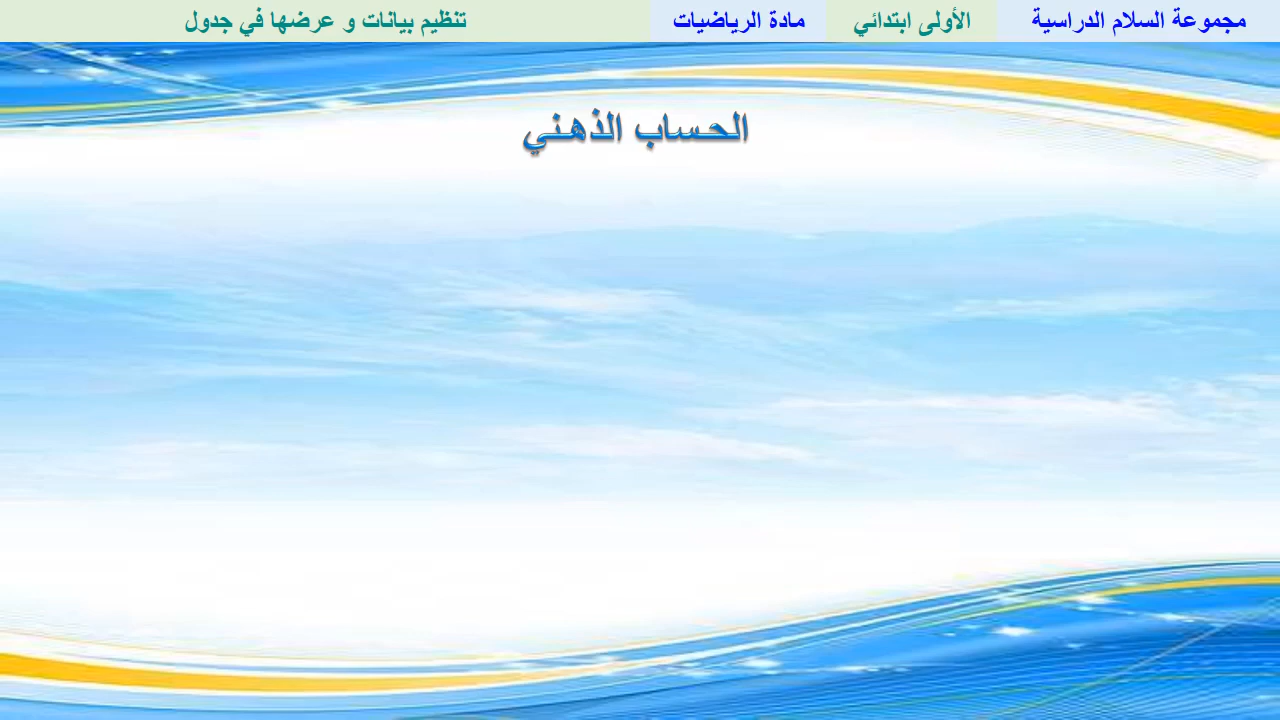 مجموعة السلام الدراسية
الأولى ابتدائي
مادة الرياضيات
تنظيم بيانات و عرضها في جدول
الحساب الذهني